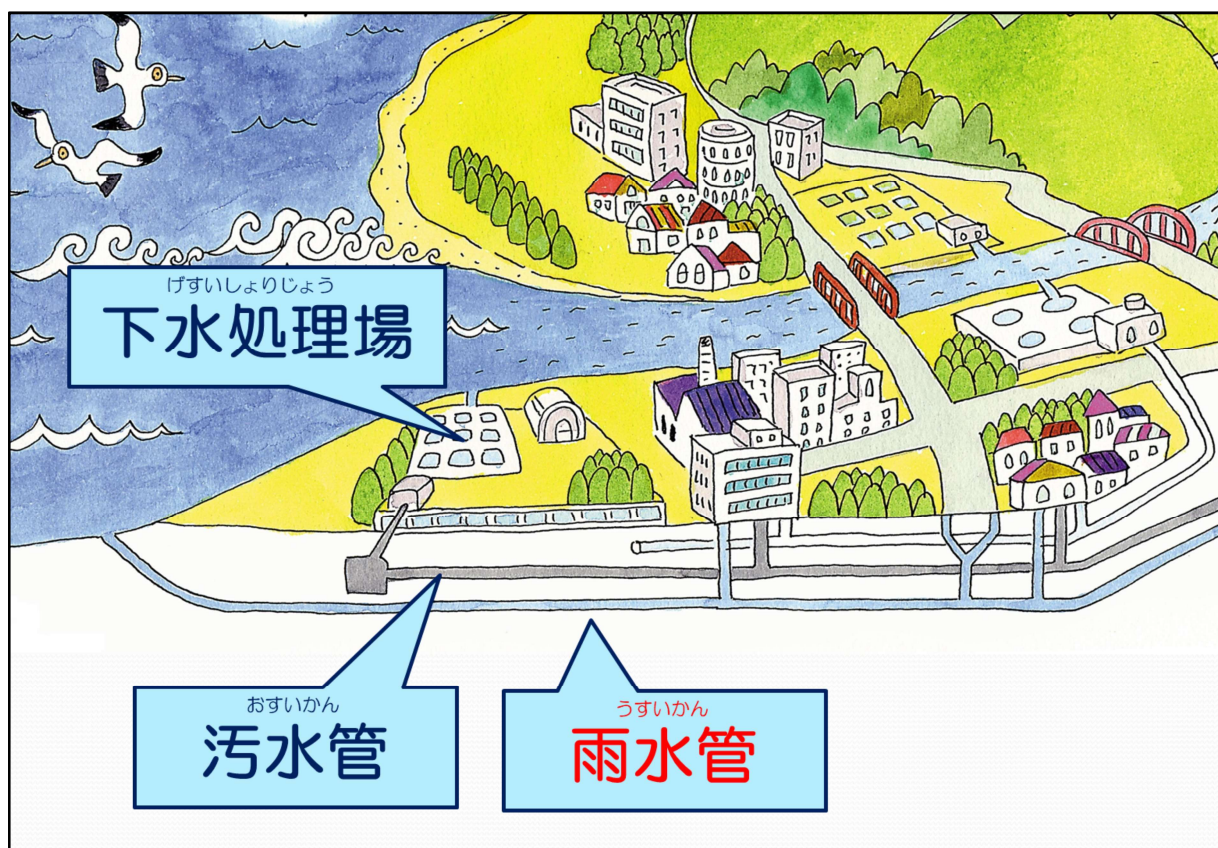 げすいしょりじょう
下水処理場
おすいかん
汚水管
うすいかん
雨水管